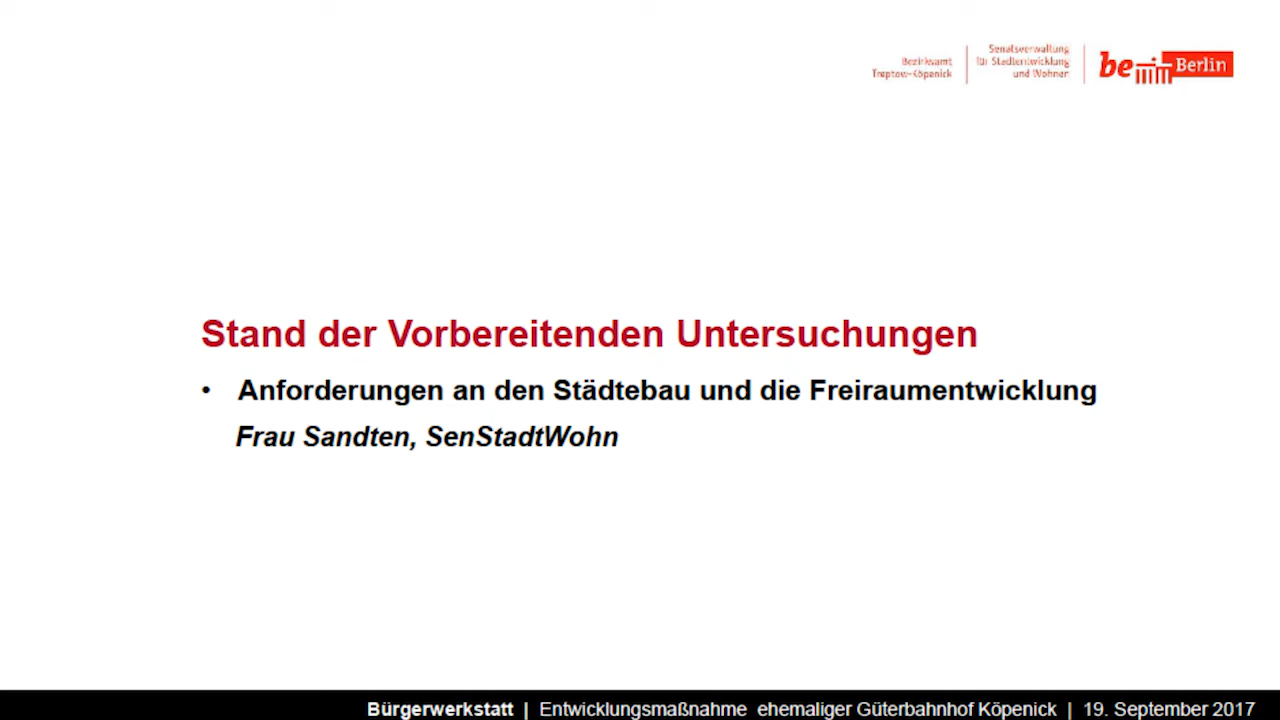 Bezirksamt
Treptow-Köpenick
Senatsverwaltung
für Stadtentwicklung
und Wohnen
be Berlin
Stand der Vorbereitenden Untersuchungen
• Anforderungen an den Städtebau und die Freiraumentwicklung
Frau Sandten, SenStadtWohn
Bürgerwerkstatt | Entwicklungsmaßnahme ehemaliger Güterbahnhof Köpenick | 19. September 2017